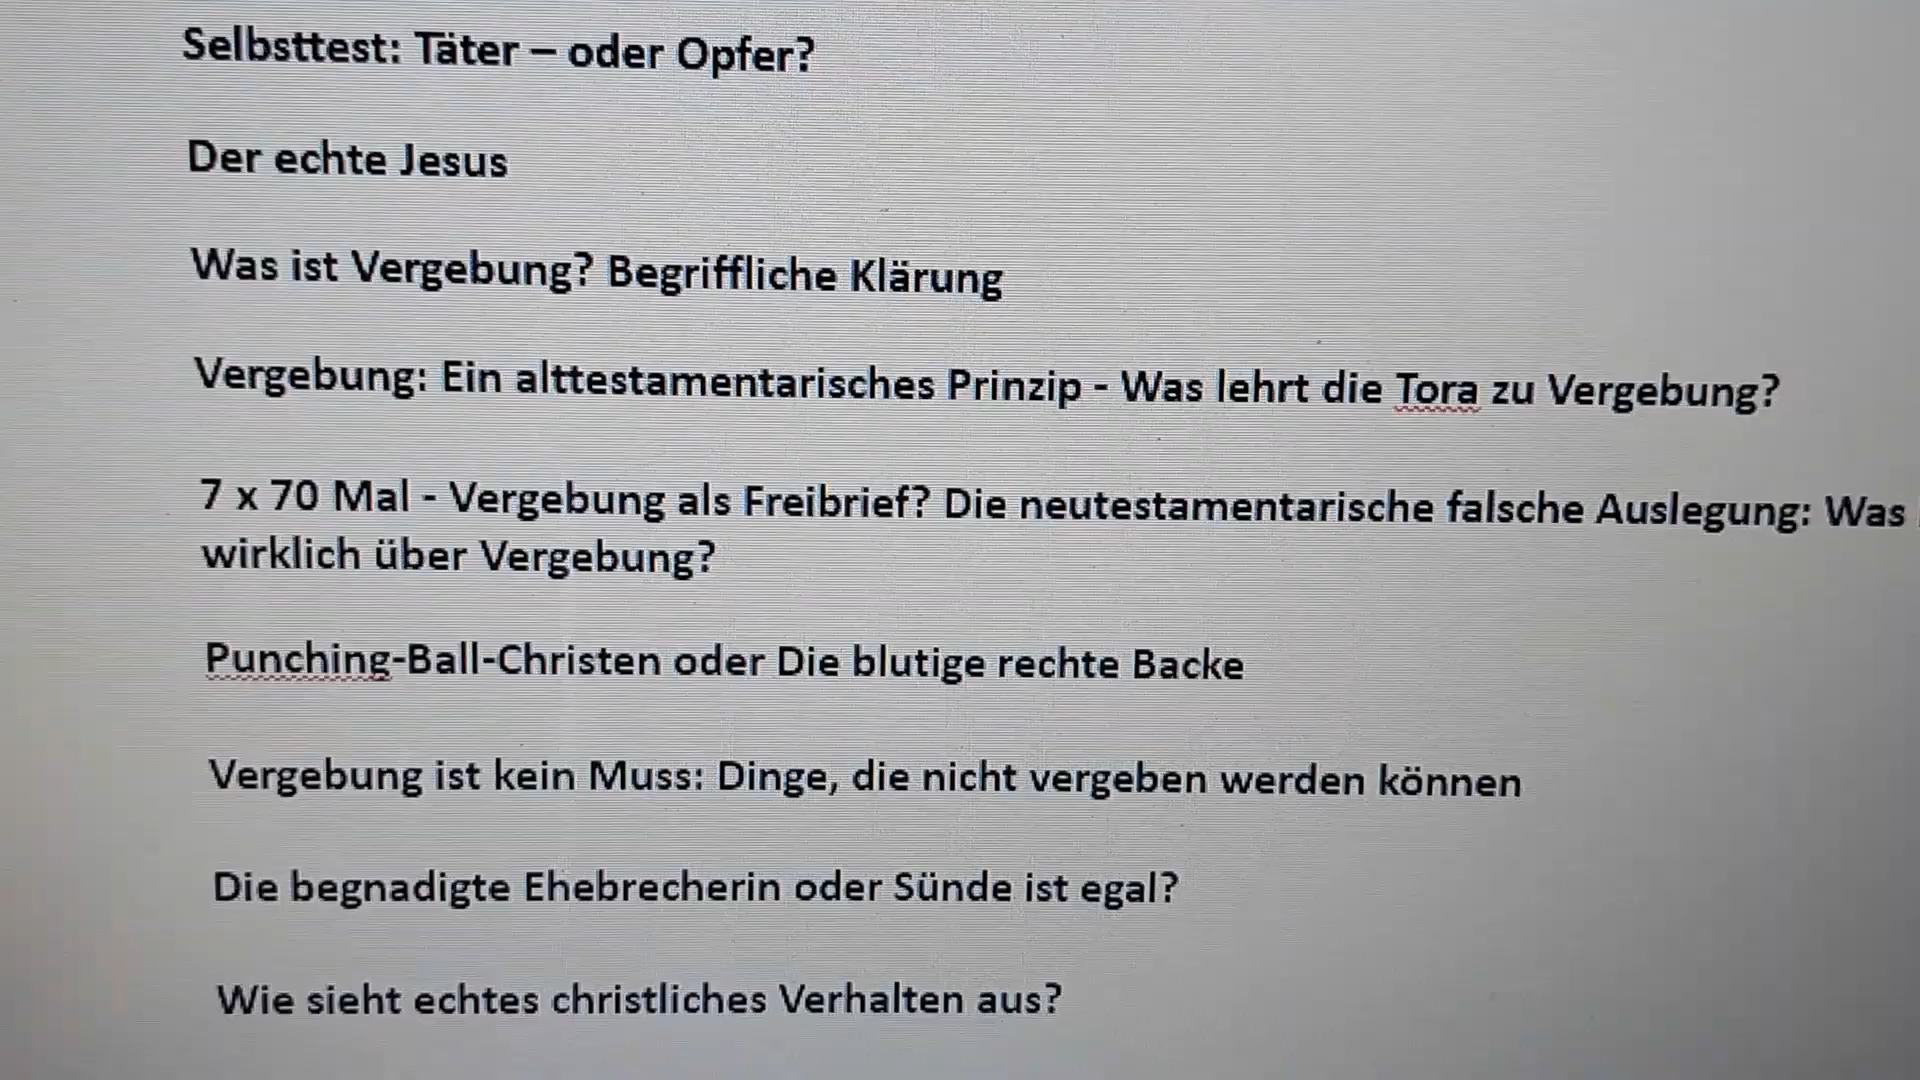 Selbsttest: Täter – oder Opfer?
Der echte Jesus
Was ist Vergebung? Begriffliche Klärung
Vergebung: Ein alttestamentarisches Prinzip - Was lehrt die Tora zu Vergebung?
7 x 70 Mal - Vergebung als Freibrief? Die neutestamentarische falsche Auslegung: Was
wirklich über Vergebung?
Punching-Ball-Christen oder Die blutige rechte Backe
Vergebung ist kein Muss: Dinge, die nicht vergeben werden können
Die begnadigte Ehebrecherin oder Sünde ist egal?
Wie sieht echtes christliches Verhalten aus?